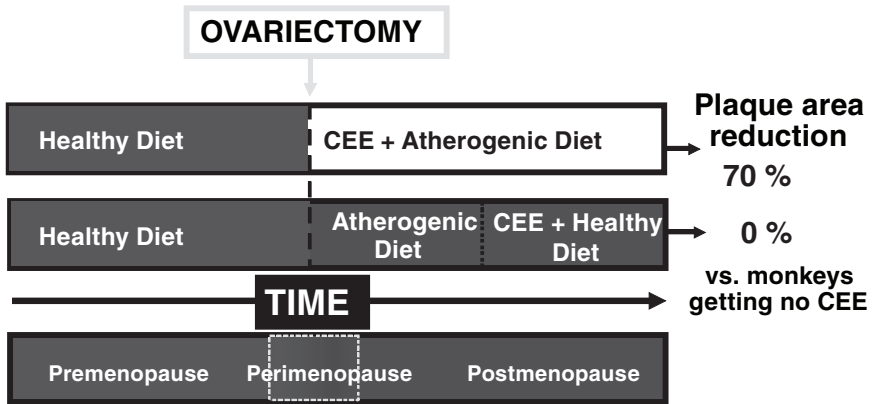 OVARIECTOMY
Plaque area
reduction
Healthy Diet
CEE + Atherogenic Diet
70 %
Healthy Diet
Atherogenic
Diet
CEE + Healthy
Diet
0 %
TIME
vs. monkeys
getting no CEE
Premenopause
Perimenopause
Postmenopause